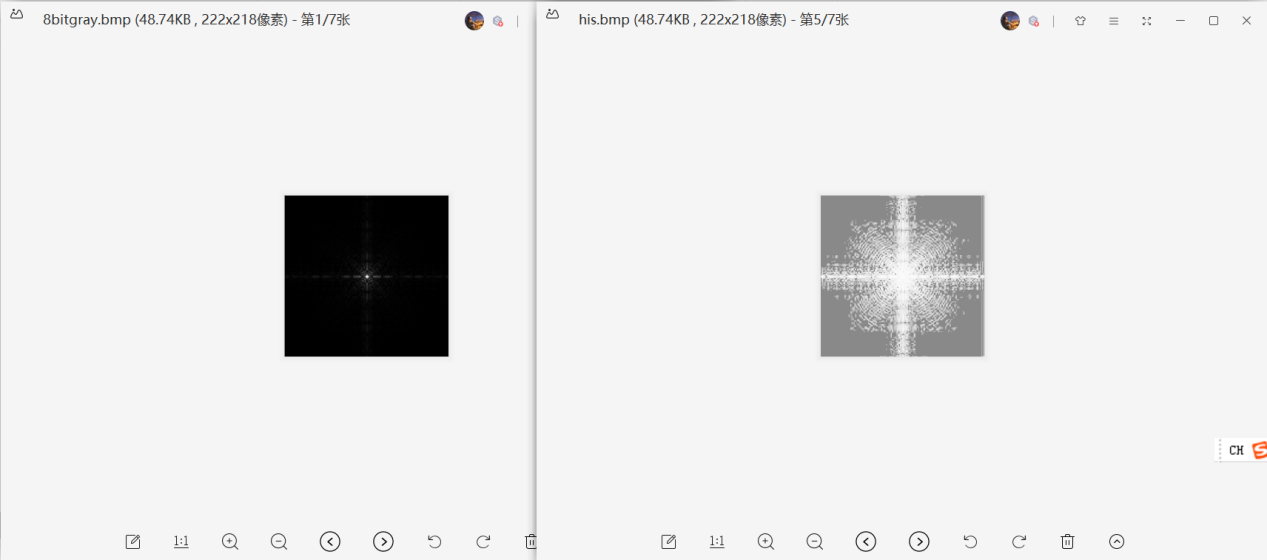 8bitgray.bmp (48.74KB , 222x218像素) - 第1/7张
his.bmp (48.74KB , 222x218像素) - 第5/7张
CH
1:1
1:1